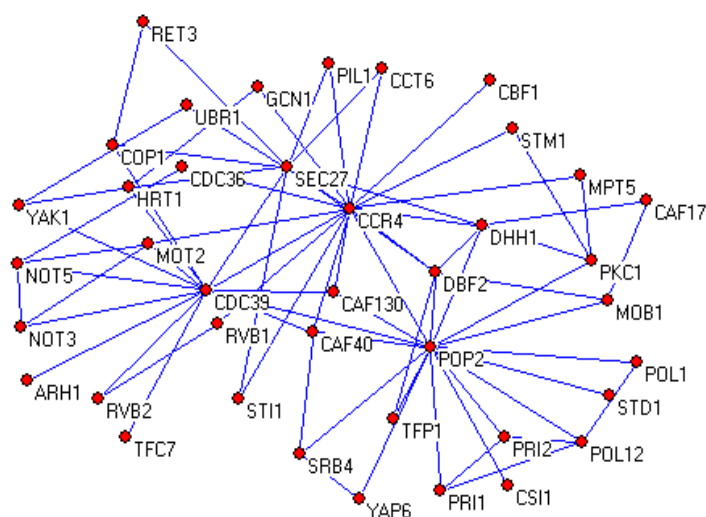 RET3
PIL1
CCT6
GCN1
CBF1
UBR1
STM1
COP1
CDC36
SEC27
MPT5
HRT1
YAK1
CCR4
CAF17
DHH1
MOT2
NOT5
PKC1
DBF2
CDC39
CAF130
MOB1
NOT3
RVB1
CAF40
POP2
POL1
ARH1
STD1
RVB2
STI1
TFP1
TFC7
PRI2
POL12
SRB4
CSI1
PRI1
YAP6